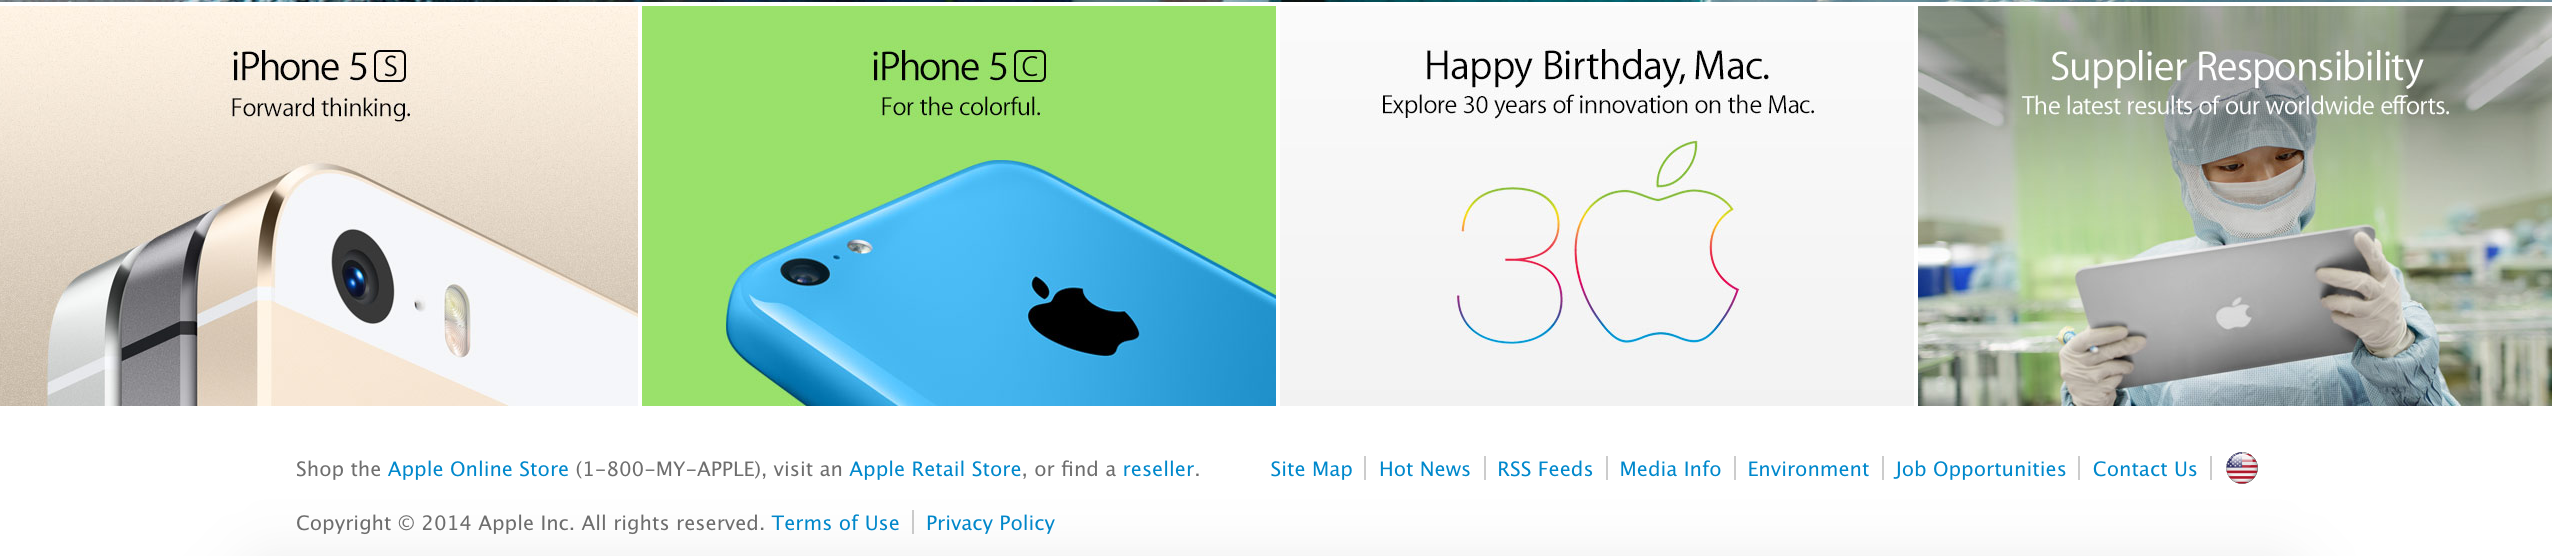 iPhone 5S
Forward thinking.
iPhone 5C
For the colorful.
Happy Birthday, Mac.
Explore 30 years of innovation on the Mac.
30
Supplier Responsibility
The latest results of our worldwide efforts.
Shop the Apple Online Store (1-800-MY-APPLE), visit an Apple Retail Store, or find a reseller.
Site Map | Hot News | RSS Feeds | Media Info | Environment | Job Opportunities | Contact Us |
Copyright © 2014 Apple Inc. All rights reserved. Terms of Use | Privacy Policy